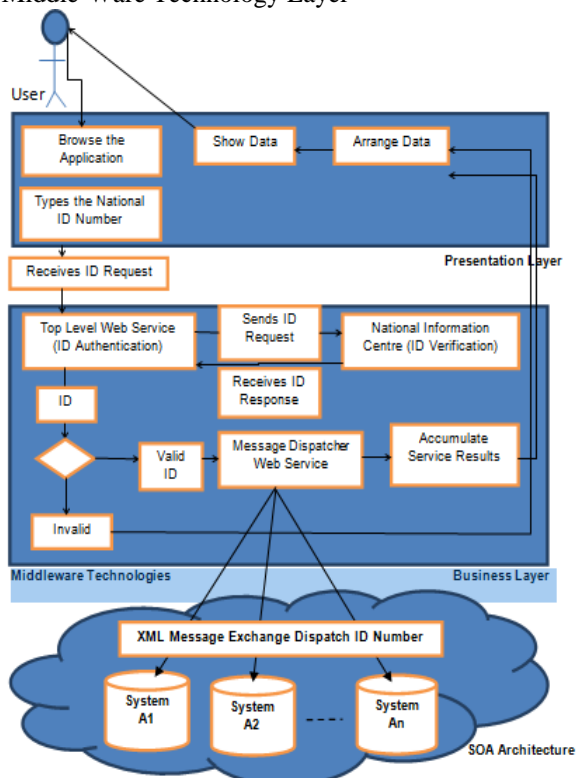 Middle-Ware Technology Layer
User
Browse the
Application
Show Data
Arrange Data
Types the National
ID Number
Presentation Layer
Receives ID Request
Top Level Web Service
(ID Authentication)
Sends ID
Request
National Information
Centre (ID Verification)
Receives ID
Response
ID
Valid
ID
Message Dispatcher
Web Service
Accumulate
Service Results
Invalid
Middleware Technologies
Business Layer
XML Message Exchange Dispatch ID Number
System
A1
System
A2
System
An
SOA Architecture